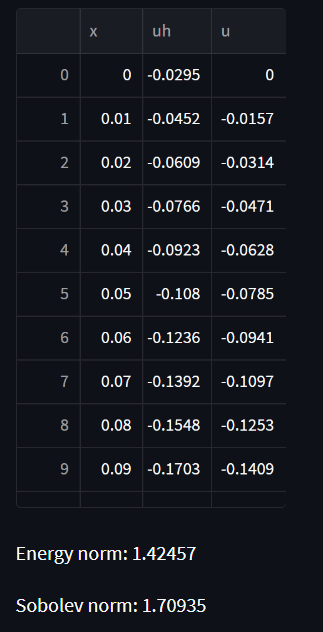 x uh u
0 0 -0.0295 0
1 0.01 -0.0452 -0.0157
2 0.02 -0.0609 -0.0314
3 0.03 -0.0766 -0.0471
4 0.04 -0.0923 -0.0628
5 0.05 -0.108 -0.0785
6 0.06 -0.1236 -0.0941
7 0.07 -0.1392 -0.1097
8 0.08 -0.1548 -0.1253
9 0.09 -0.1703 -0.1409
Energy norm: 1.42457
Sobolev norm: 1.70935